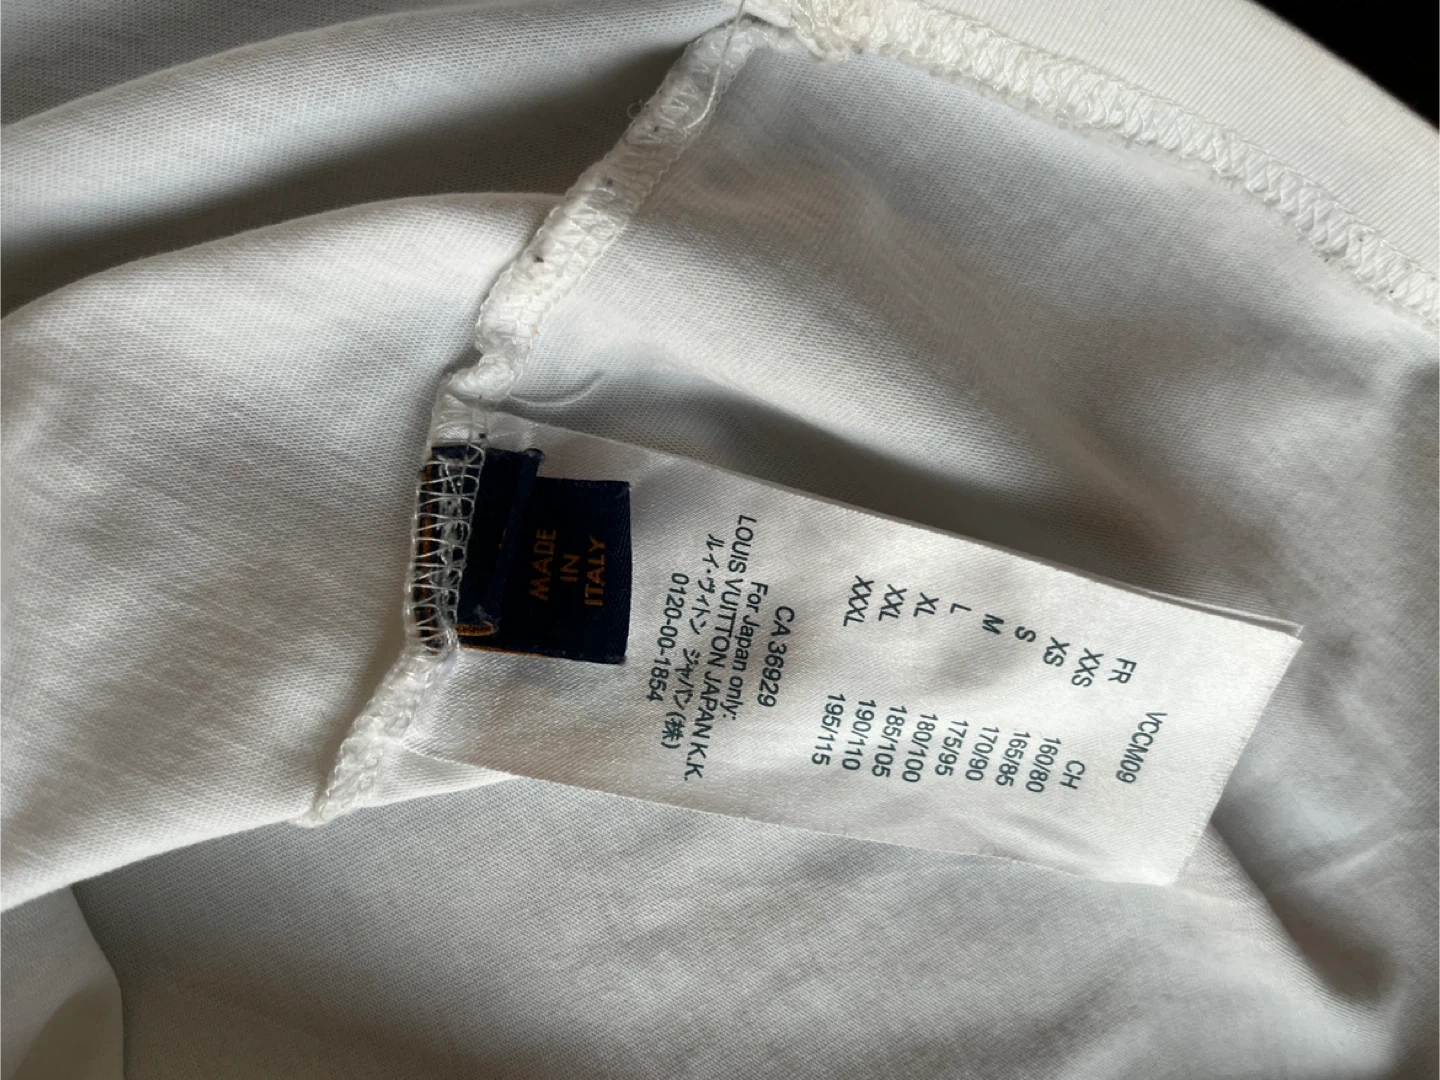 VCCM09
FR CH
XXS 160/80
XS 165/85
S 170/90
M 175/95
L 180/100
XL 185/105
XXL 190/110
XXXL 195/115
CA 36929
For Japan only:
LOUIS VUITTON JAPAN K.K.
ルイ・ヴィトン ジャパン(株)
0120-00-1854
MADE
IN
ITALY